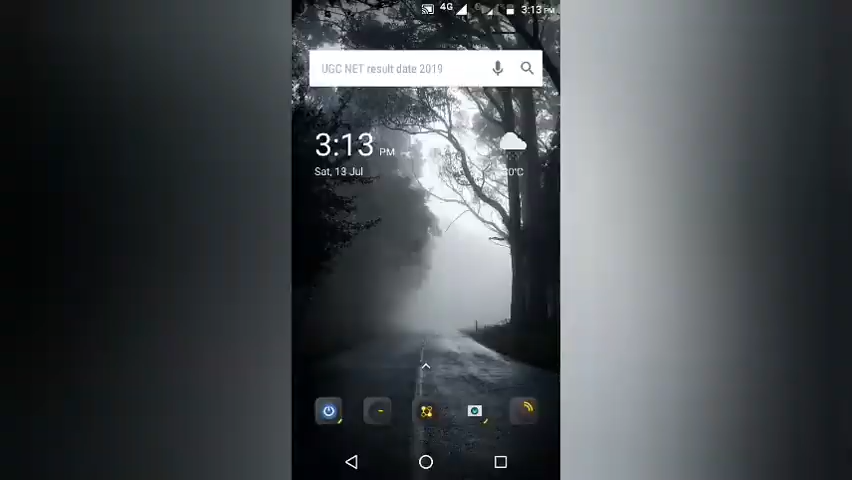 4G 3:13 PM
UGC NET result date 2019
3:13 PM
Sat, 13 Jul
30°C